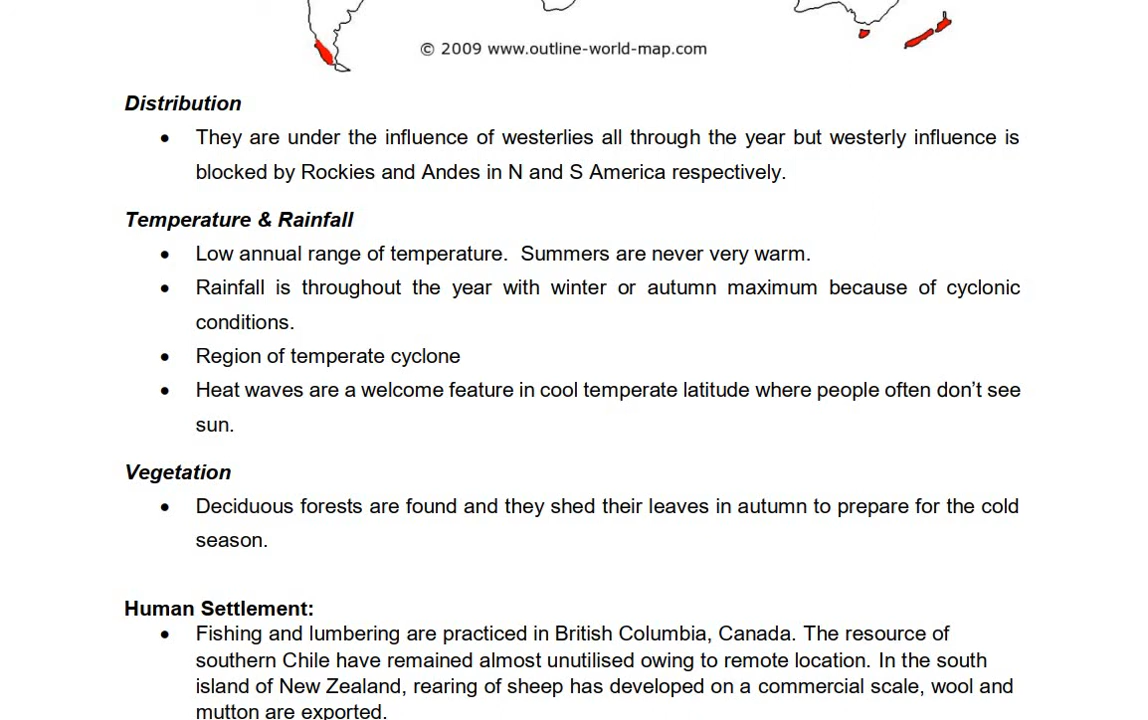 © 2009 www.outline-world-map.com
Distribution
• They are under the influence of westerlies all through the year but westerly influence is
blocked by Rockies and Andes in N and S America respectively.
Temperature & Rainfall
• Low annual range of temperature.  Summers are never very warm.
• Rainfall is throughout the year with winter or autumn maximum because of cyclonic
conditions.
• Region of temperate cyclone
• Heat waves are a welcome feature in cool temperate latitude where people often don’t see
sun.
Vegetation
• Deciduous forests are found and they shed their leaves in autumn to prepare for the cold
season.
Human Settlement:
• Fishing and lumbering are practiced in British Columbia, Canada. The resource of
southern Chile have remained almost unutilised owing to remote location. In the south
island of New Zealand, rearing of sheep has developed on a commercial scale, wool and
mutton are exported.